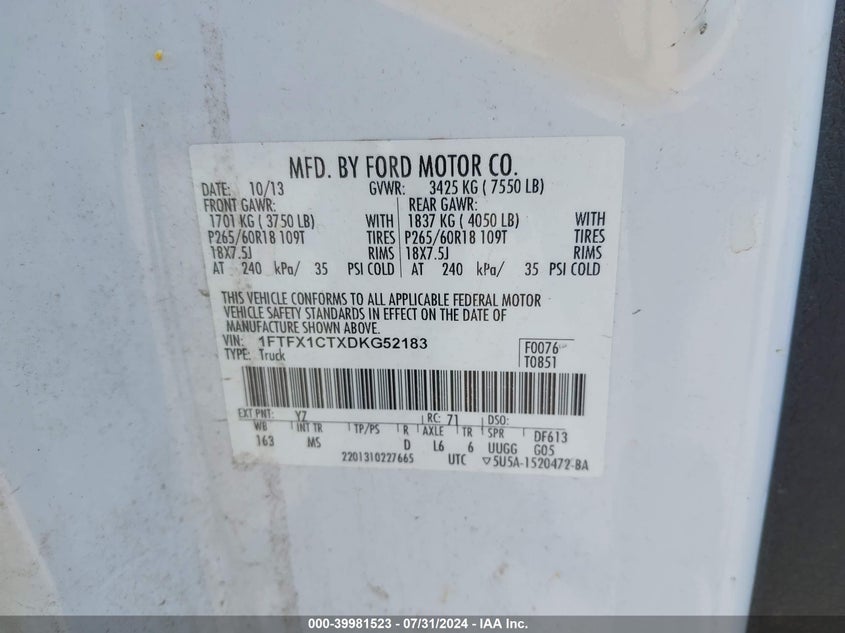 MFD. BY FORD MOTOR CO.
DATE: 10/13 GVWR: 3425 KG ( 7550 LB)
FRONT GAWR: REAR GAWR:
1701 KG ( 3750 LB) WITH 1837 KG ( 4050 LB) WITH
P265/60R18 109T TIRES P265/60R18 109T TIRES
18X7.5J RIMS 18X7.5J RIMS
AT 240 kPa/ 35 PSI COLD AT 240 kPa/ 35 PSI COLD
THIS VEHICLE CONFORMS TO ALL APPLICABLE FEDERAL MOTOR
VEHICLE SAFETY STANDARDS IN EFFECT ON THE DATE OF
MANUFACTURE SHOWN ABOVE.
VIN: 1FTFX1CTXDKG52183 F0076
TYPE: Truck T0851
EXT PNT: YZ RC: 71 DSO:
WB INT TR TP/PS R AXLE TR SPR DF613
163 MS D L6 6 UUGG G05
2201310227665 UTC ▽5U5A-1520472-BA
000-39981523 / 07/31/2024 - IAA Inc.